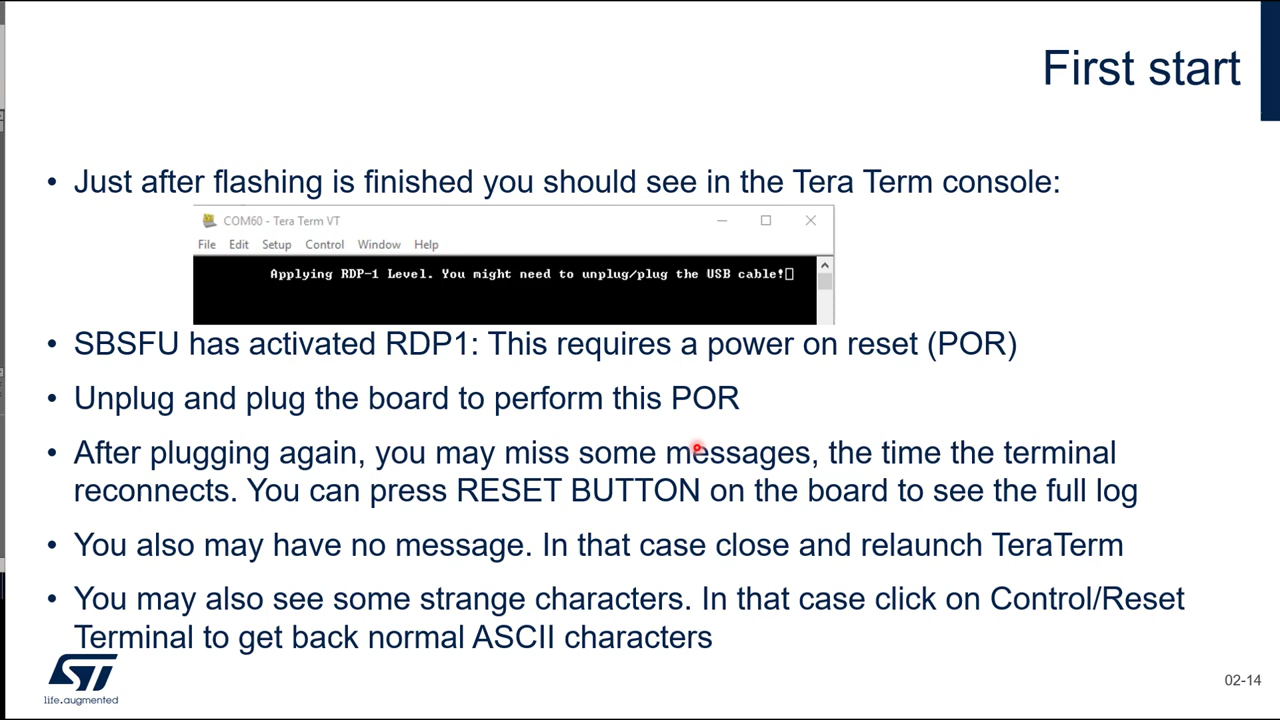 First start
• Just after flashing is finished you should see in the Tera Term console:
COM60 - Tera Term VT
File Edit Setup Control Window Help
Applying RDP-1 Level. You might need to unplug/plug the USB cable!
• SBSFU has activated RDP1: This requires a power on reset (POR)
• Unplug and plug the board to perform this POR
• After plugging again, you may miss some messages, the time the terminal
reconnects. You can press RESET BUTTON on the board to see the full log
• You also may have no message. In that case close and relaunch TeraTerm
• You may also see some strange characters. In that case click on Control/Reset
Terminal to get back normal ASCII characters
ST
life.augmented
02-14